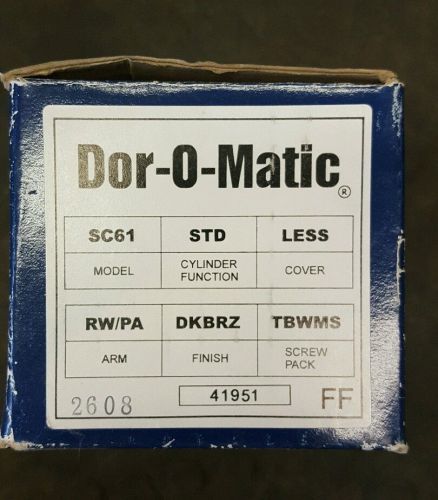 Dor-O-Matic®
SC61 STD LESS
MODEL CYLINDER FUNCTION COVER
RW/PA DKBRZ TBWMS
ARM FINISH SCREW PACK
2608 41951 FF